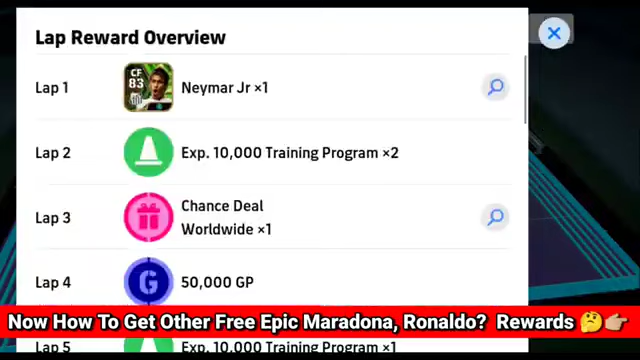 Lap Reward Overview
Lap 1
CF
83
Neymar Jr ×1
Lap 2
Exp. 10,000 Training Program ×2
Lap 3
Chance Deal
Worldwide ×1
Lap 4
G
50,000 GP
Now How To Get Other Free Epic Maradona, Ronaldo? Rewards 🤔👉🏼
Lap 5
Exp. 10,000 Training Program ×1